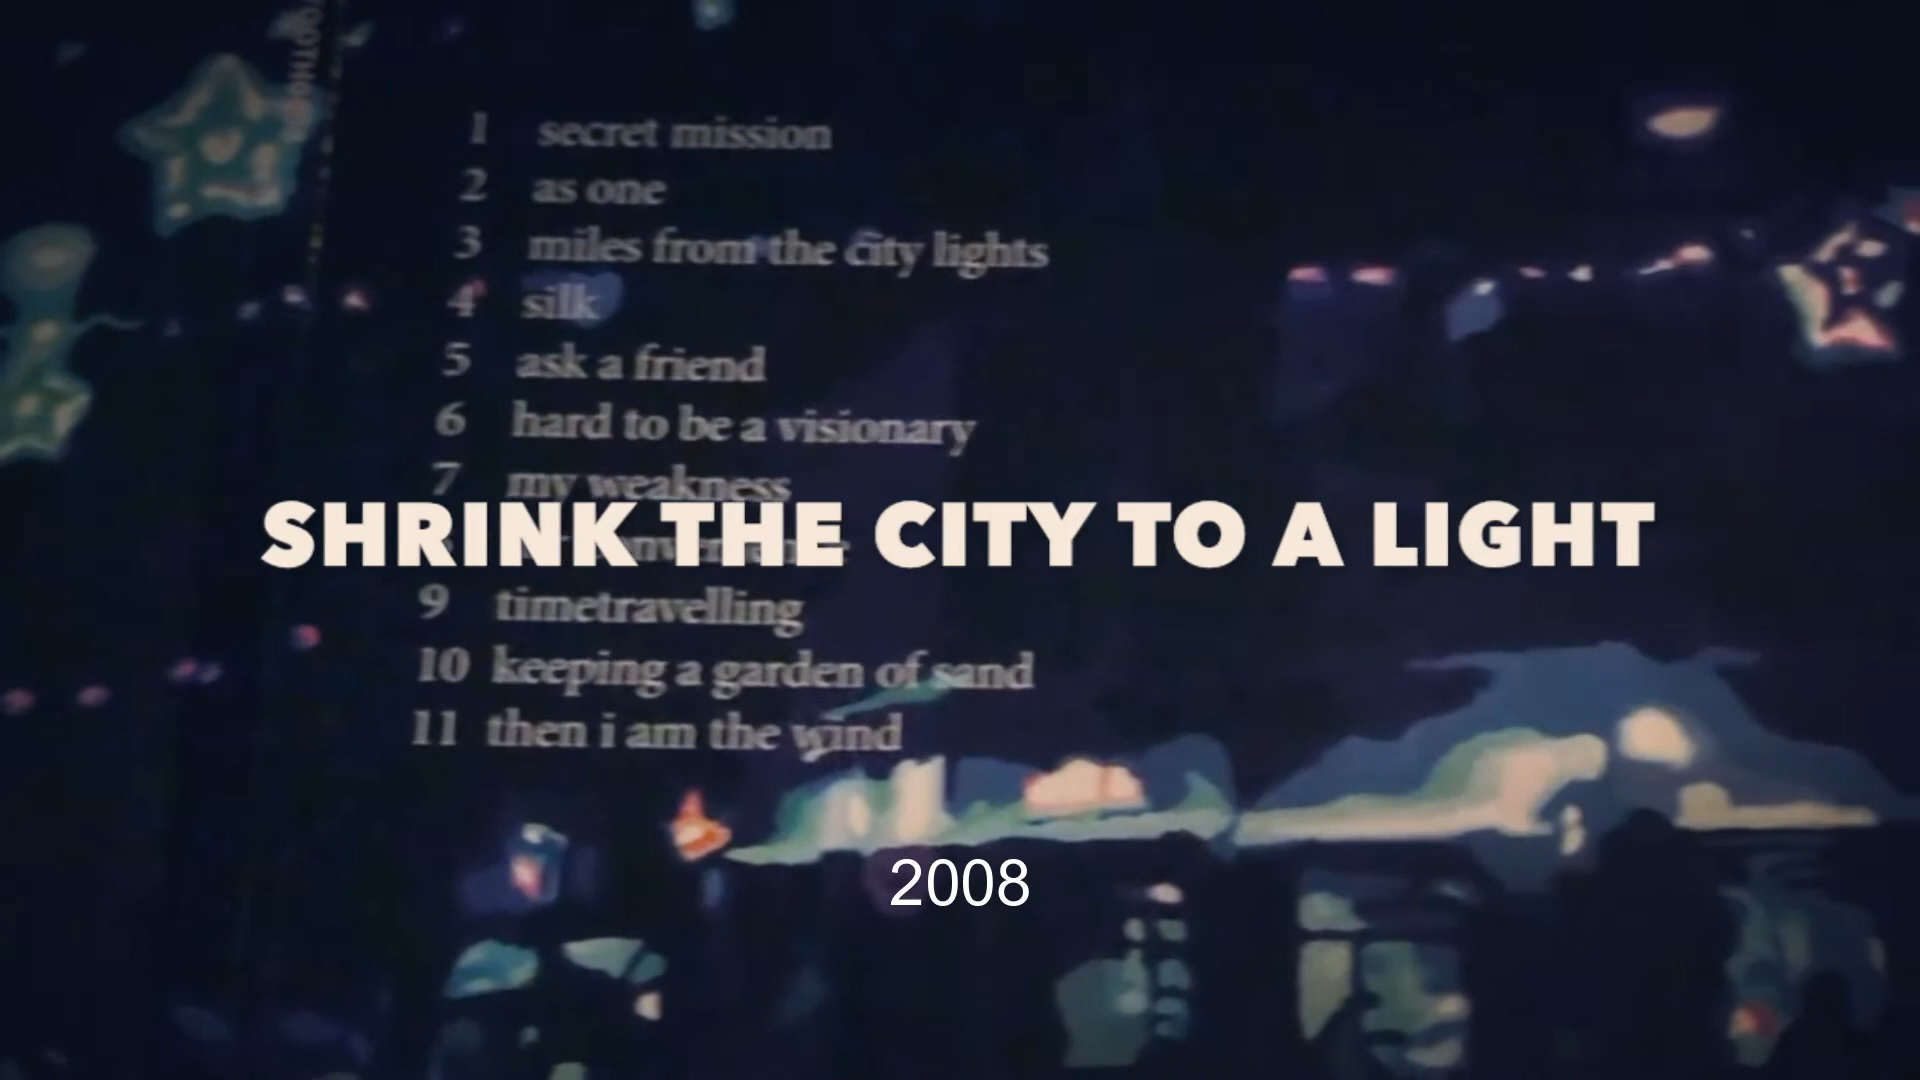 1 secret mission
2 as one
3 miles from the city lights
4 silk
5 ask a friend
6 hard to be a visionary
7 my weakness
SHRINK THE CITY TO A LIGHT
9 timetravelling
10 keeping a garden of sand
11 then i am the wind
2008